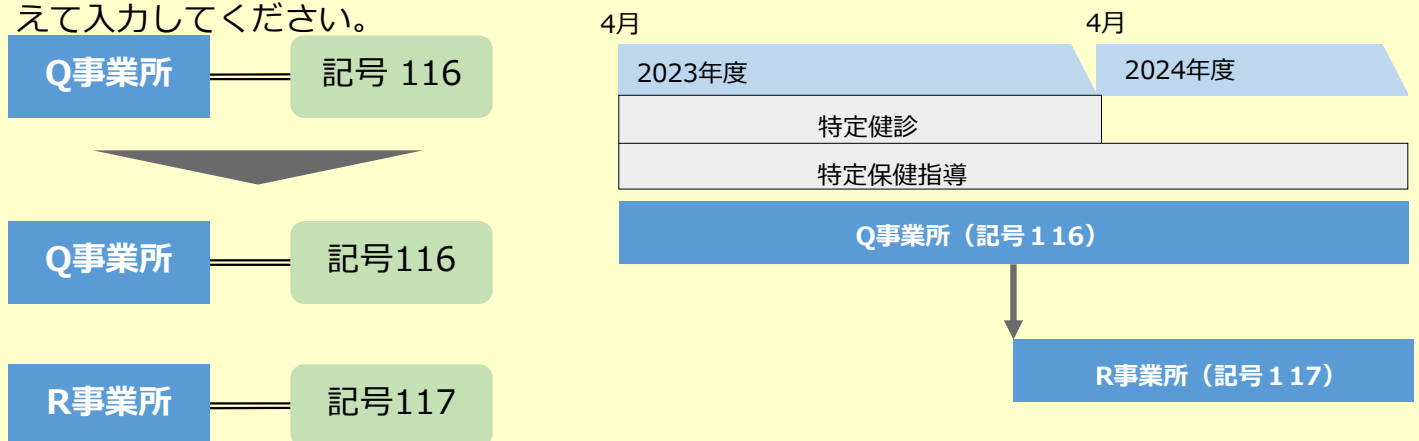 えて入力してください。
Q事業所
記号 116
Q事業所
記号116
R事業所
記号117
4月
4月
2023年度
2024年度
特定健診
特定保健指導
Q事業所（記号１16）
R事業所（記号１17）